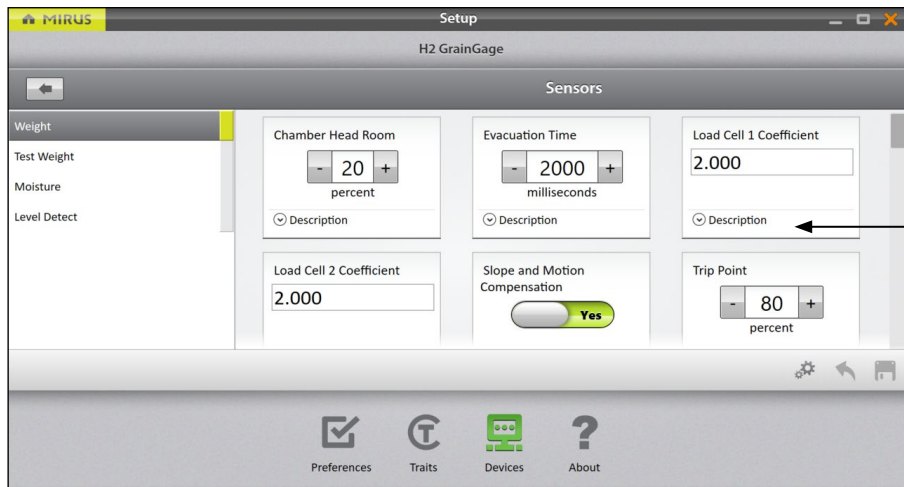 MIRUS
Setup
H2 GrainGage
Sensors
Weight
Test Weight
Moisture
Level Detect
Chamber Head Room
- 20 +
percent
Description
Evacuation Time
- 2000 +
milliseconds
Description
Load Cell 1 Coefficient
2.000
Description
Load Cell 2 Coefficient
2.000
Slope and Motion
Compensation
Yes
Trip Point
- 80 +
percent
Preferences
Traits
Devices
About